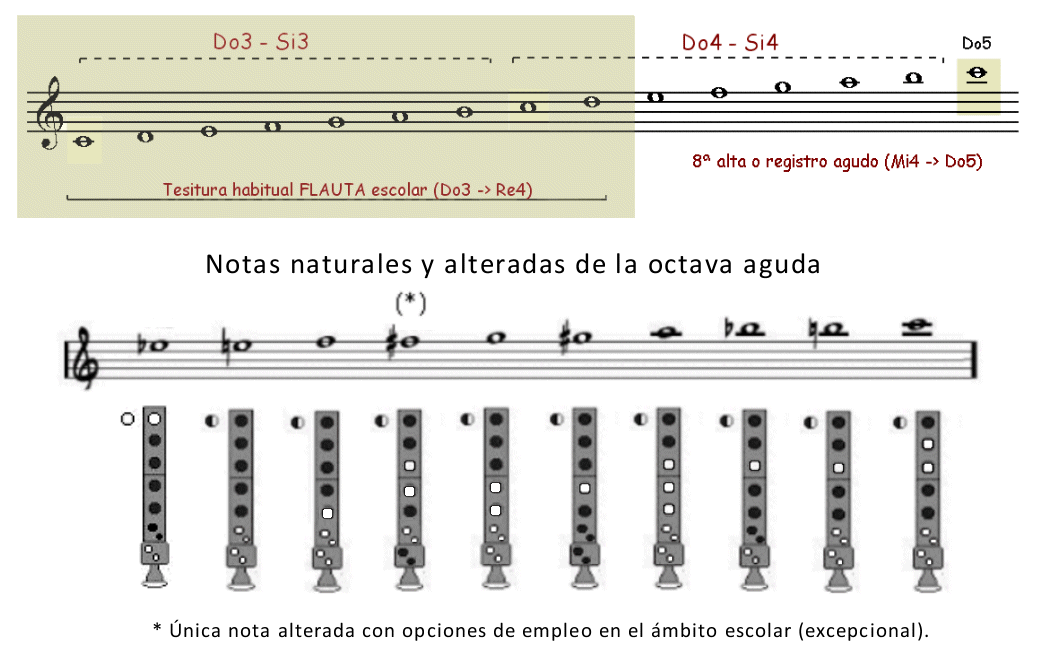 Do3 - Si3
Do4 - Si4
Do5
8ª alta o registro agudo (Mi4 -> Do5)
Tesitura habitual FLAUTA escolar (Do3 -> Re4)
Notas naturales y alteradas de la octava aguda
(*)
* Única nota alterada con opciones de empleo en el ámbito escolar (excepcional).